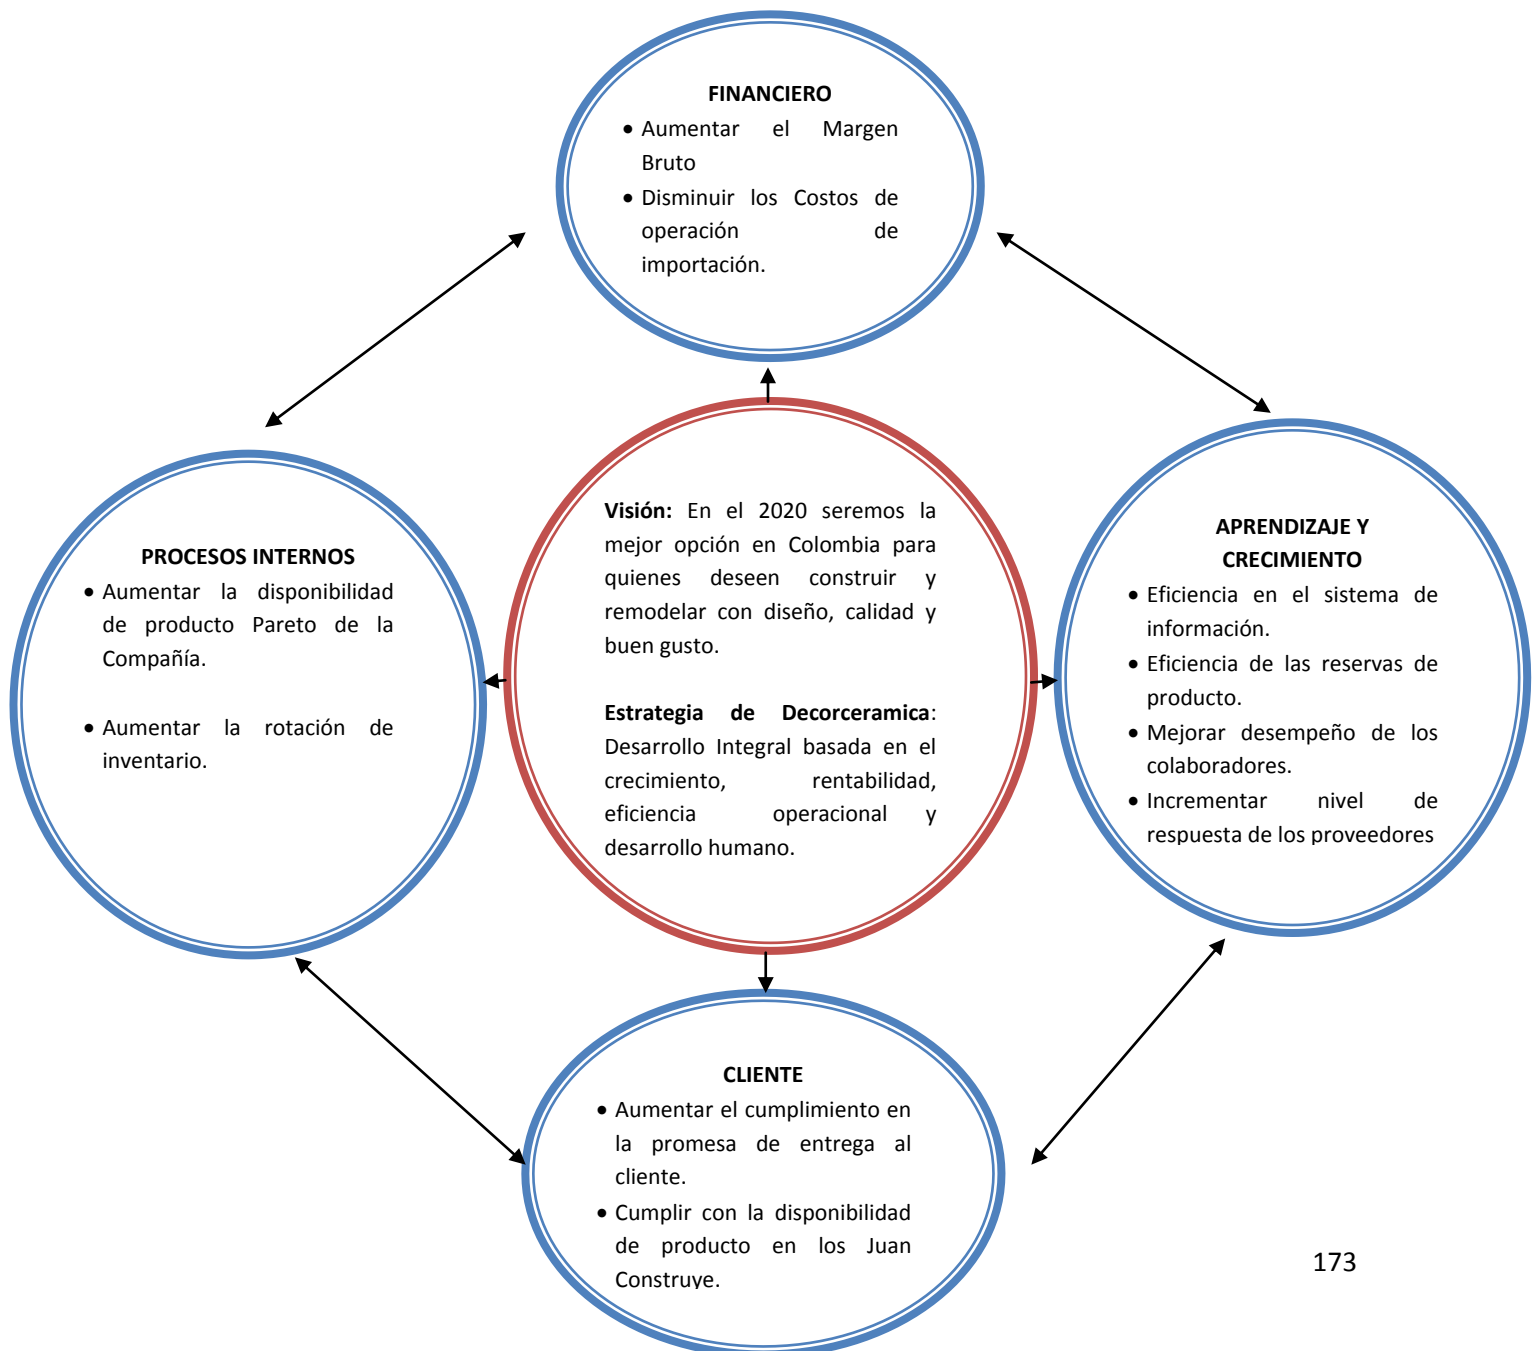 FINANCIERO
• Aumentar el Margen
Bruto
• Disminuir los Costos de
operación de
importación.
PROCESOS INTERNOS
• Aumentar la disponibilidad
de producto Pareto de la
Compañía.
• Aumentar la rotación de
inventario.
Visión: En el 2020 seremos la
mejor opción en Colombia para
quienes deseen construir y
remodelar con diseño, calidad y
buen gusto.
Estrategia de Decorceramica:
Desarrollo Integral basada en el
crecimiento, rentabilidad,
eficiencia operacional y
desarrollo humano.
APRENDIZAJE Y
CRECIMIENTO
• Eficiencia en el sistema de
información.
• Eficiencia de las reservas de
producto.
• Mejorar desempeño de los
colaboradores.
• Incrementar nivel de
respuesta de los proveedores
CLIENTE
• Aumentar el cumplimiento en
la promesa de entrega al
cliente.
• Cumplir con la disponibilidad
de producto en los Juan
Construye.
173